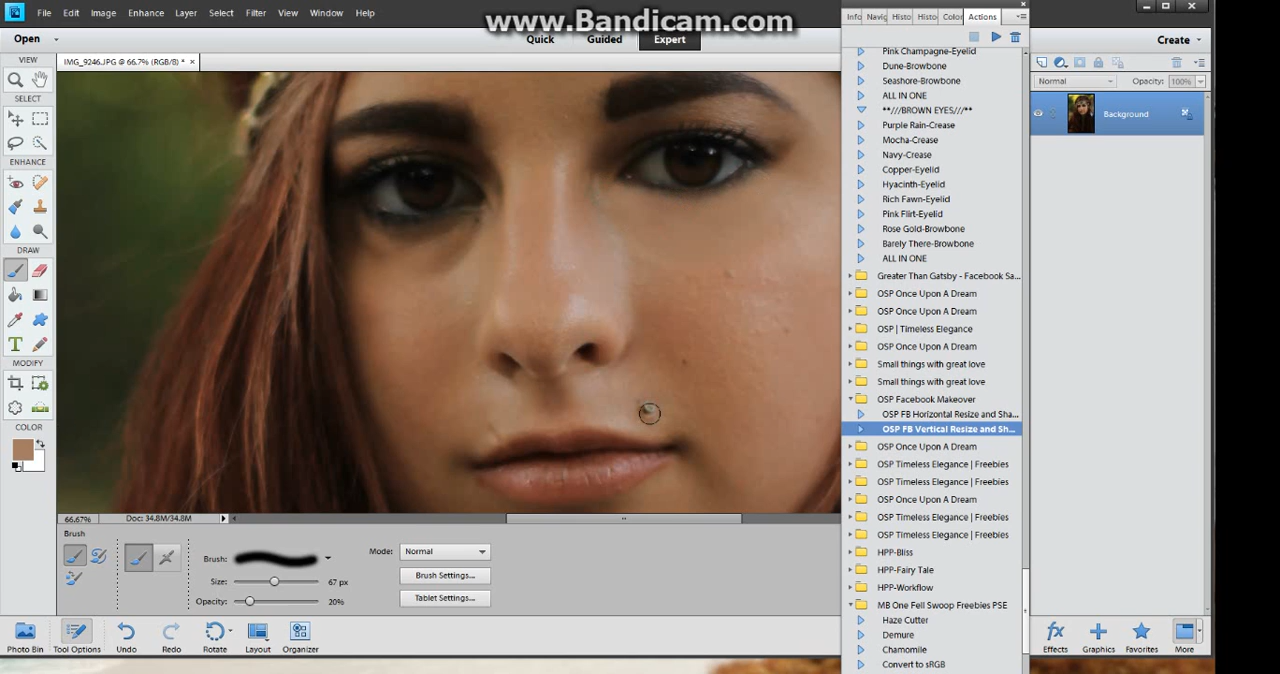 www.Bandicam.com
File Edit Image Enhance Layer Select Filter View Window Help
Open
Quick Guided Expert
Create
IMG_9246.JPG @ 66.7% (RGB/8) *
VIEW
SELECT
ENHANCE
DRAW
MODIFY
COLOR
66.67% Doc: 34.8M/34.8M
Brush
Brush:
Size: 67 px
Opacity: 20%
Mode: Normal
Brush Settings...
Tablet Settings...
Photo Bin Tool Options Undo Redo Rotate Layout Organizer
Info Navig Histo Histo Color Actions
Pink Champagne-Eyelid
Dune-Browbone
Seashore-Browbone
ALL IN ONE
**///BROWN EYES///**
Purple Rain-Crease
Mocha-Crease
Navy-Crease
Copper-Eyelid
Hyacinth-Eyelid
Rich Fawn-Eyelid
Pink Flirt-Eyelid
Rose Gold-Browbone
Barely There-Browbone
ALL IN ONE
Greater Than Gatsby - Facebook Sa...
OSP Once Upon A Dream
OSP Once Upon A Dream
OSP | Timeless Elegance
OSP Once Upon A Dream
Small things with great love
Small things with great love
OSP Facebook Makeover
OSP FB Horizontal Resize and Sha...
OSP FB Vertical Resize and Sh...
OSP Once Upon A Dream
OSP Timeless Elegance | Freebies
OSP Timeless Elegance | Freebies
OSP Once Upon A Dream
OSP Timeless Elegance | Freebies
OSP Timeless Elegance | Freebies
HPP-Bliss
HPP-Fairy Tale
HPP-Workflow
MB One Fell Swoop Freebies PSE
Haze Cutter
Demure
Chamomile
Convert to sRGB
Normal Opacity: 100%
Background
Effects Graphics Favorites More